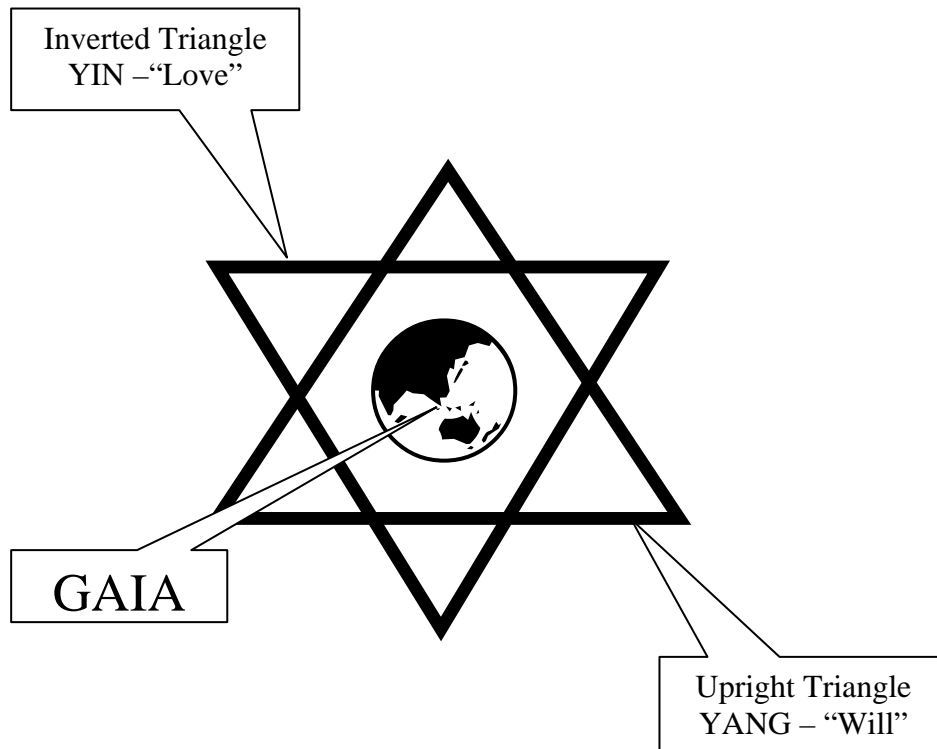 Inverted Triangle
YIN –“Love”
GAIA
Upright Triangle
YANG – “Will”